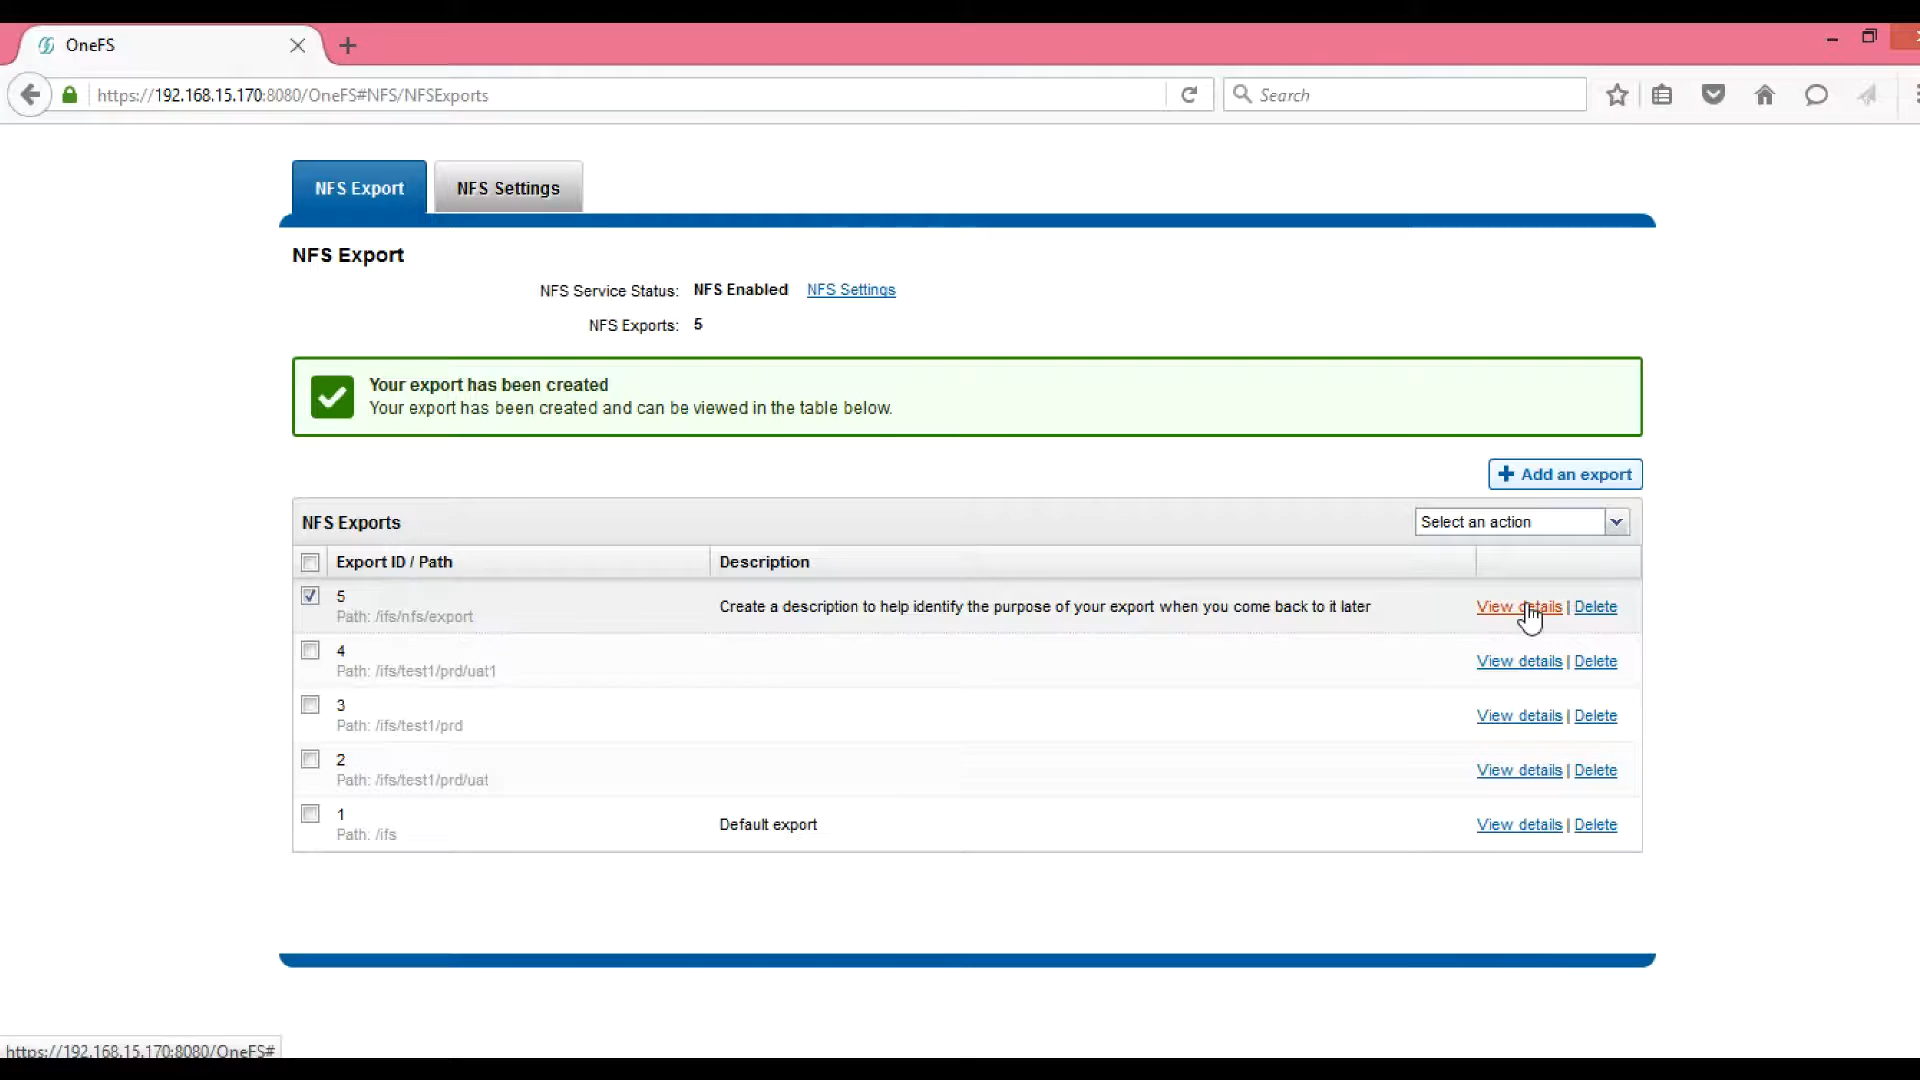 OneFS
https://192.168.15.170:8080/OneFS#NFS/NFSExports
Search
NFS Export
NFS Settings
NFS Export
NFS Service Status: NFS Enabled NFS Settings
NFS Exports: 5
Your export has been created
Your export has been created and can be viewed in the table below.
Add an export
NFS Exports
Select an action
Export ID / Path
Description
5
Path: /ifs/nfs/export
Create a description to help identify the purpose of your export when you come back to it later
View details | Delete
4
Path: /ifs/test1/prd/uat1
View details | Delete
3
Path: /ifs/test1/prd
View details | Delete
2
Path: /ifs/test1/prd/uat
View details | Delete
1
Path: /ifs
Default export
View details | Delete
https://192.168.15.170:8080/OneFS#